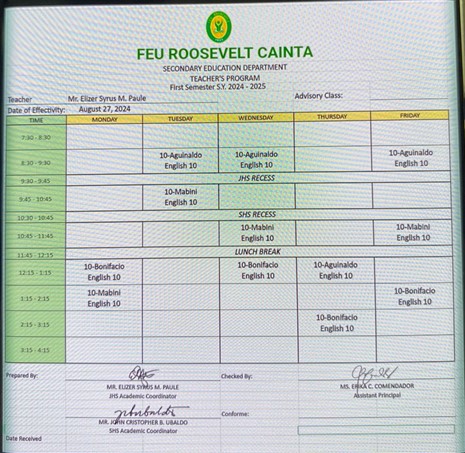 FEU ROOSEVELT CAINTA
SECONDARY EDUCATION DEPARTMENT
TEACHER'S PROGRAM
First Semester S.Y. 2024 - 2025
Teacher Mr. Elizer Syrus M. Paule Advisory Class:
Date of Effectivity: August 27, 2024
TIME MONDAY TUESDAY WEDNESDAY THURSDAY FRIDAY
7:30 - 8:30
8:30 - 9:30 10-Aguinaldo English 10 10-Aguinaldo English 10 10-Aguinaldo English 10
9:30 - 9:45 JHS RECESS
9:45 - 10:45 10-Mabini English 10
10:30 - 10:45 SHS RECESS
10:45 - 11:45 10-Mabini English 10 10-Mabini English 10
11:45 - 12:15 LUNCH BREAK
12:15 - 1:15 10-Bonifacio English 10 10-Bonifacio English 10 10-Aguinaldo English 10
1:15 - 2:15 10-Mabini English 10 10-Bonifacio English 10
2:15 - 3:15 10-Bonifacio English 10
3:15 - 4:15
Prepared By: Checked By:
MR. ELIZER SYRUS M. PAULE MS. ERIKA C. COMENDADOR
JHS Academic Coordinator Assistant Principal
Conforme:
MR. JOHN CRISTOPHER B. UBALDO
SHS Academic Coordinator
Date Received